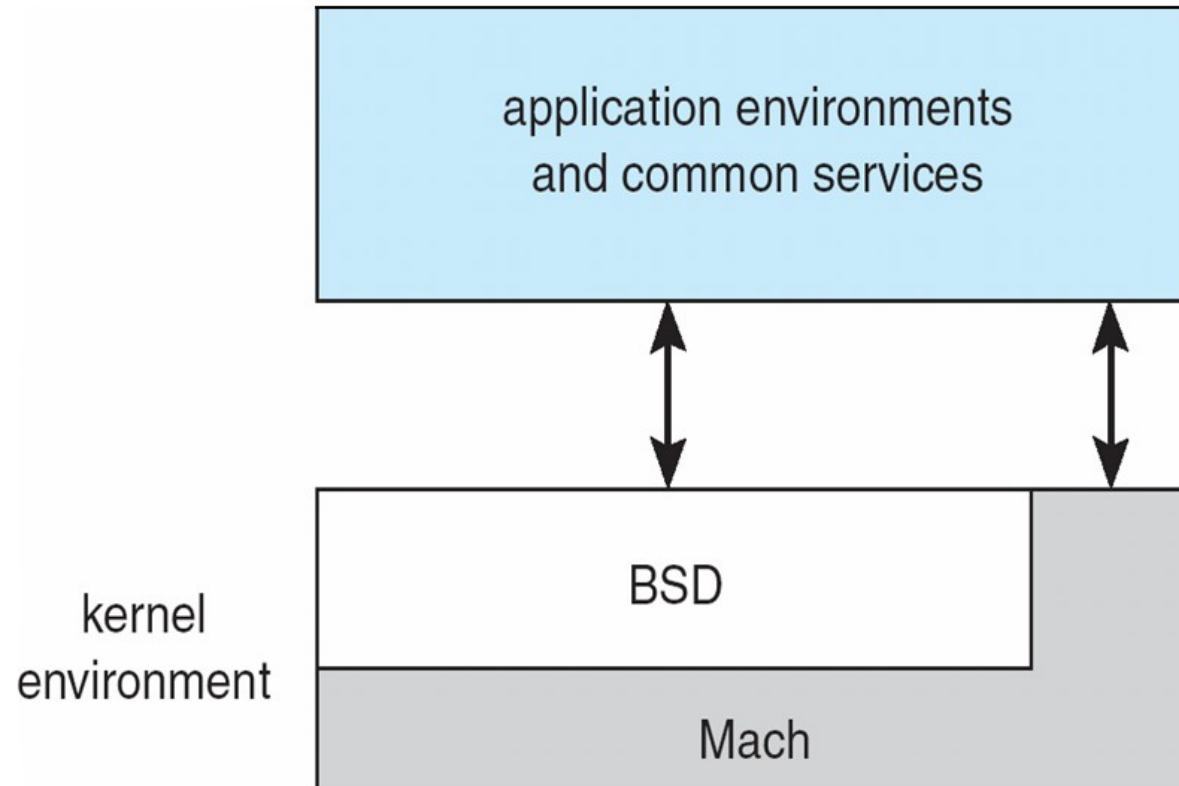 application environments
and common services
BSD
kernel
environment
Mach